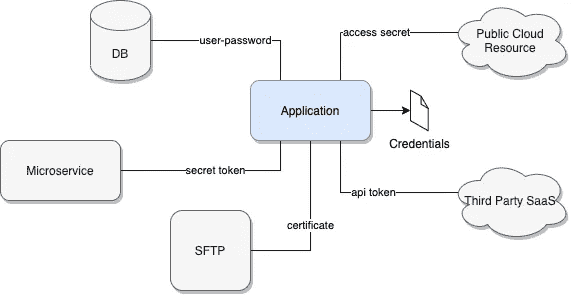 user-password
access secret
Public Cloud
Resource
DB
Application
Credentials
Microservice
secret token
api token
Third Party SaaS
certificate
SFTP